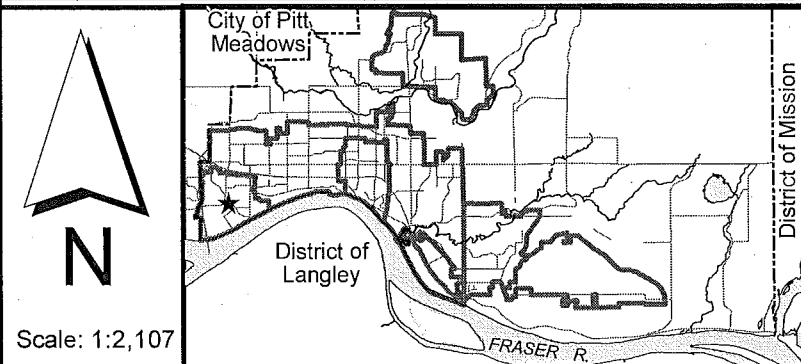 N
Scale: 1:2,107
City of Pitt
Meadows
District of
Langley
FRASER R.
District of Mission